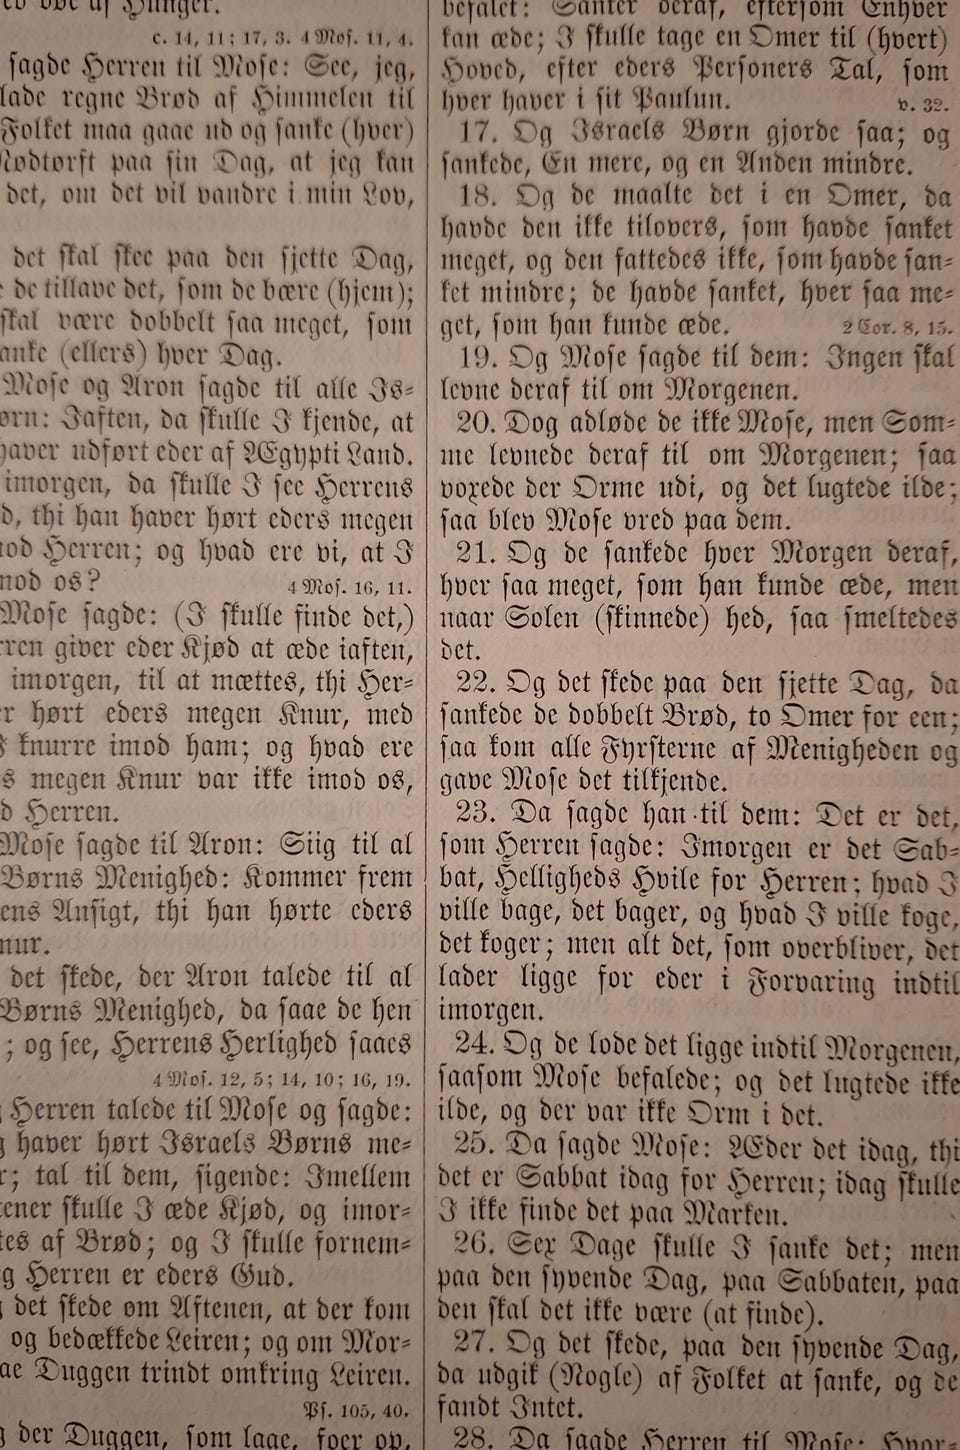 c. 14, 11; 17, 3. 4 Mos. 11, 4.
sagde Herren til Mose: See, jeg,
lade regne Brød af Himmelen til
Folket maa gaae ud og sanke (hver)
Nødtørft paa sin Dag, at jeg kan
det, om det vil vandre i min Lov,
det skal skee paa den sjette Dag,
de tillave det, som de bære (hjem);
skal være dobbelt saa meget, som
sanke (ellers) hver Dag.
Mose og Aron sagde til alle Is-
ørn: Iaften, da skulle I kjende, at
haver udført eder af Ægypti Land.
imorgen, da skulle I see Herrens
d, thi han haver hørt eders megen
mod Herren; og hvad ere vi, at I
mod os?
4 Mos. 16, 11.
Mose sagde: (I skulle finde det,)
rren giver eder Kjød at æde iaften,
imorgen, til at mættes, thi Her-
r hørt eders megen Knur, med
I knurre imod ham; og hvad ere
s megen Knur var ikke imod os,
d Herren.
Mose sagde til Aron: Siig til al
Børns Menighed: Kommer frem
ens Ansigt, thi han hørte eders
nur.
det skede, der Aron talede til al
Børns Menighed, da saae de hen
; og see, Herrens Herlighed saaes
4 Mos. 12, 5; 14, 10; 16, 19.
g Herren talede til Mose og sagde:
g haver hørt Israels Børns me-
r; tal til dem, sigende: Imellem
tener skulle I æde Kjød, og imor-
tes af Brød; og I skulle fornem-
g Herren er eders Gud.
g det skede om Aftenen, at der kom
og bedækkede Leiren; og om Mor-
ae Duggen trindt omkring Leiren.
Ps. 105, 40.
g der Duggen, som laae, foer op,
befalet: Sanker deraf, eftersom Enhver
kan æde; I skulle tage en Omer til (hvert)
Hoved, efter eders Personers Tal, som
hver haver i sit Paulun.
v. 32.
17. Og Israels Børn gjorde saa; og
sankede, En mere, og en Anden mindre.
18. Og de maalte det i en Omer, da
havde den ikke tilovers, som havde sanket
meget, og den fattedes ikke, som havde san-
ket mindre; de havde sanket, hver saa me-
get, som han kunde æde.
2 Cor. 8, 15.
19. Og Mose sagde til dem: Ingen skal
levne deraf til om Morgenen.
20. Dog adløde de ikke Mose, men Som-
me levnede deraf til om Morgenen; saa
voxede der Orme udi, og det lugtede ilde;
saa blev Mose vred paa dem.
21. Og de sankede hver Morgen deraf,
hver saa meget, som han kunde æde, men
naar Solen (skinnede) hed, saa smeltedes
det.
22. Og det skede paa den sjette Dag, da
sankede de dobbelt Brød, to Omer for een;
saa kom alle Fyrsterne af Menigheden og
gave Mose det tilkjende.
23. Da sagde han til dem: Det er det,
som Herren sagde: Imorgen er det Sab-
bat, Helligheds Hvile for Herren; hvad I
ville bage, det bager, og hvad I ville koge,
det koger; men alt det, som overbliver, det
lader ligge for eder i Forvaring indtil
imorgen.
24. Og de lode det ligge indtil Morgenen,
saasom Mose befalede; og det lugtede ikke
ilde, og der var ikke Orm i det.
25. Da sagde Mose: Æder det idag, thi
det er Sabbat idag for Herren; idag skulle
I ikke finde det paa Marken.
26. Sex Dage skulle I sanke det; men
paa den syvende Dag, paa Sabbaten, paa
den skal det ikke være (at finde).
27. Og det skede, paa den syvende Dag,
da udgik (Nogle) af Folket at sanke, og de
fandt Intet.
28. Da sagde Herren til Mose: Hvor-